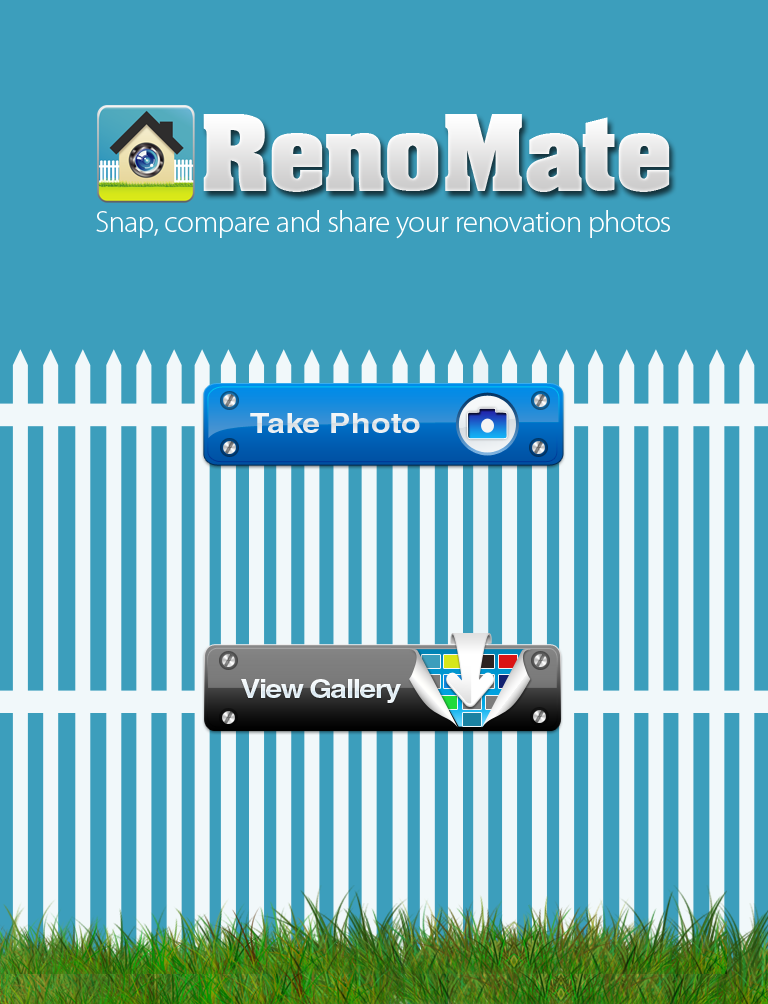 RenoMate
Snap, compare and share your renovation photos
Take Photo
View Gallery